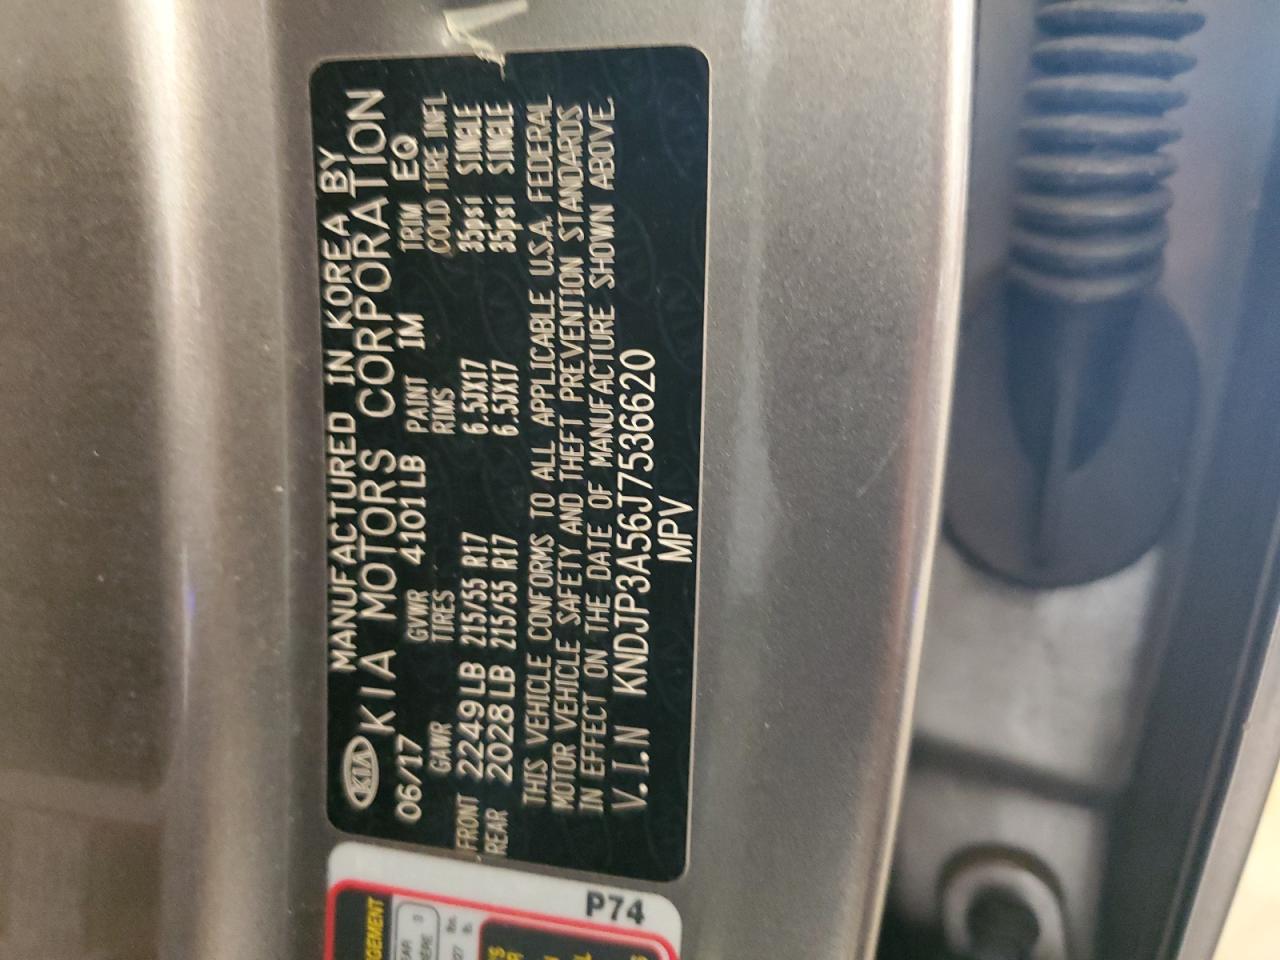 MANUFACTURED IN KOREA BY
KIA KIA MOTORS CORPORATION
06/17 GVWR 4101LB PAINT 1M TRIM EQ
GAWR TIRES RIMS COLD TIRE INFL
FRONT 2249LB 215/55 R17 6.5JX17 35psi SINGLE
REAR 2028LB 215/55 R17 6.5JX17 35psi SINGLE
THIS VEHICLE CONFORMS TO ALL APPLICABLE U.S.A. FEDERAL
MOTOR VEHICLE SAFETY AND THEFT PREVENTION STANDARDS
IN EFFECT ON THE DATE OF MANUFACTURE SHOWN ABOVE.
V.I.N KNDJP3A56J7536620
MPV
P74
GEMENT